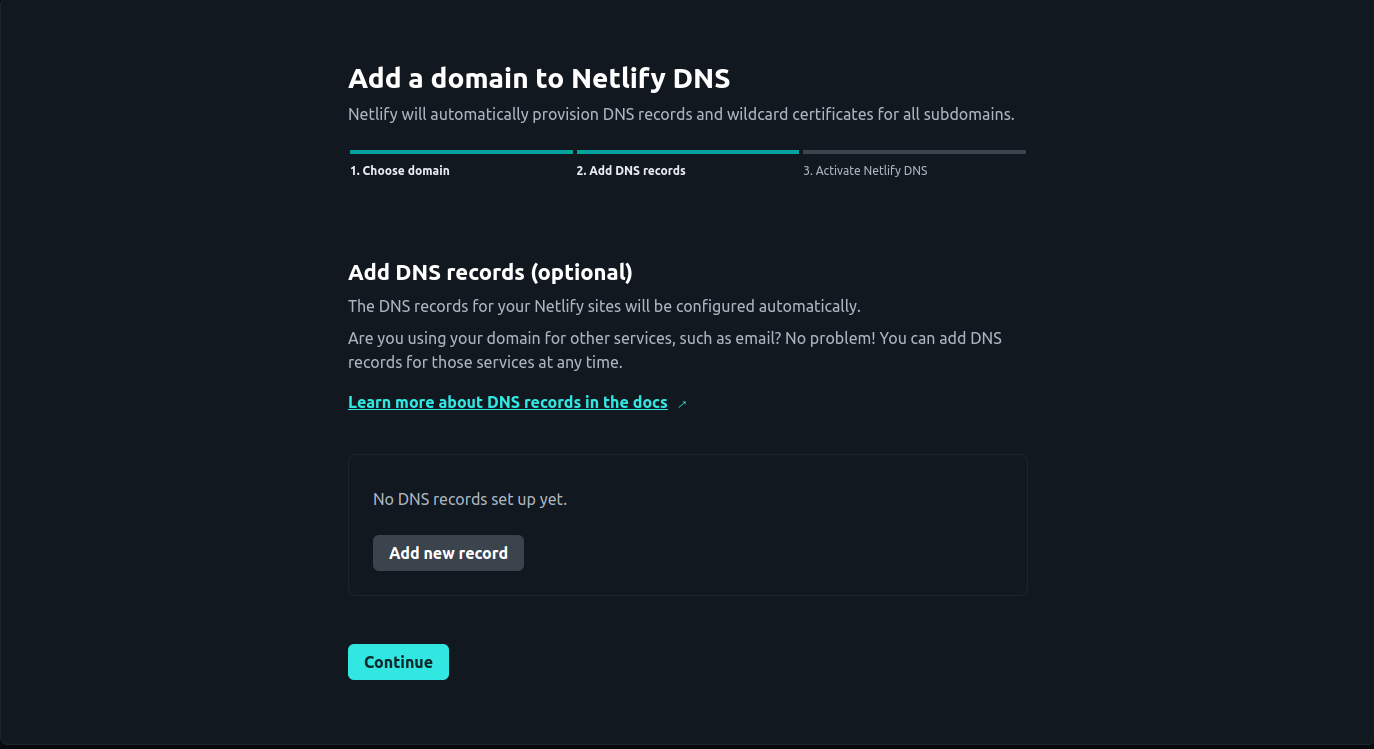 Add a domain to Netlify DNS
Netlify will automatically provision DNS records and wildcard certificates for all subdomains.
1. Choose domain
2. Add DNS records
3. Activate Netlify DNS
Add DNS records (optional)
The DNS records for your Netlify sites will be configured automatically.
Are you using your domain for other services, such as email? No problem! You can add DNS
records for those services at any time.
Learn more about DNS records in the docs →
No DNS records set up yet.
Add new record
Continue